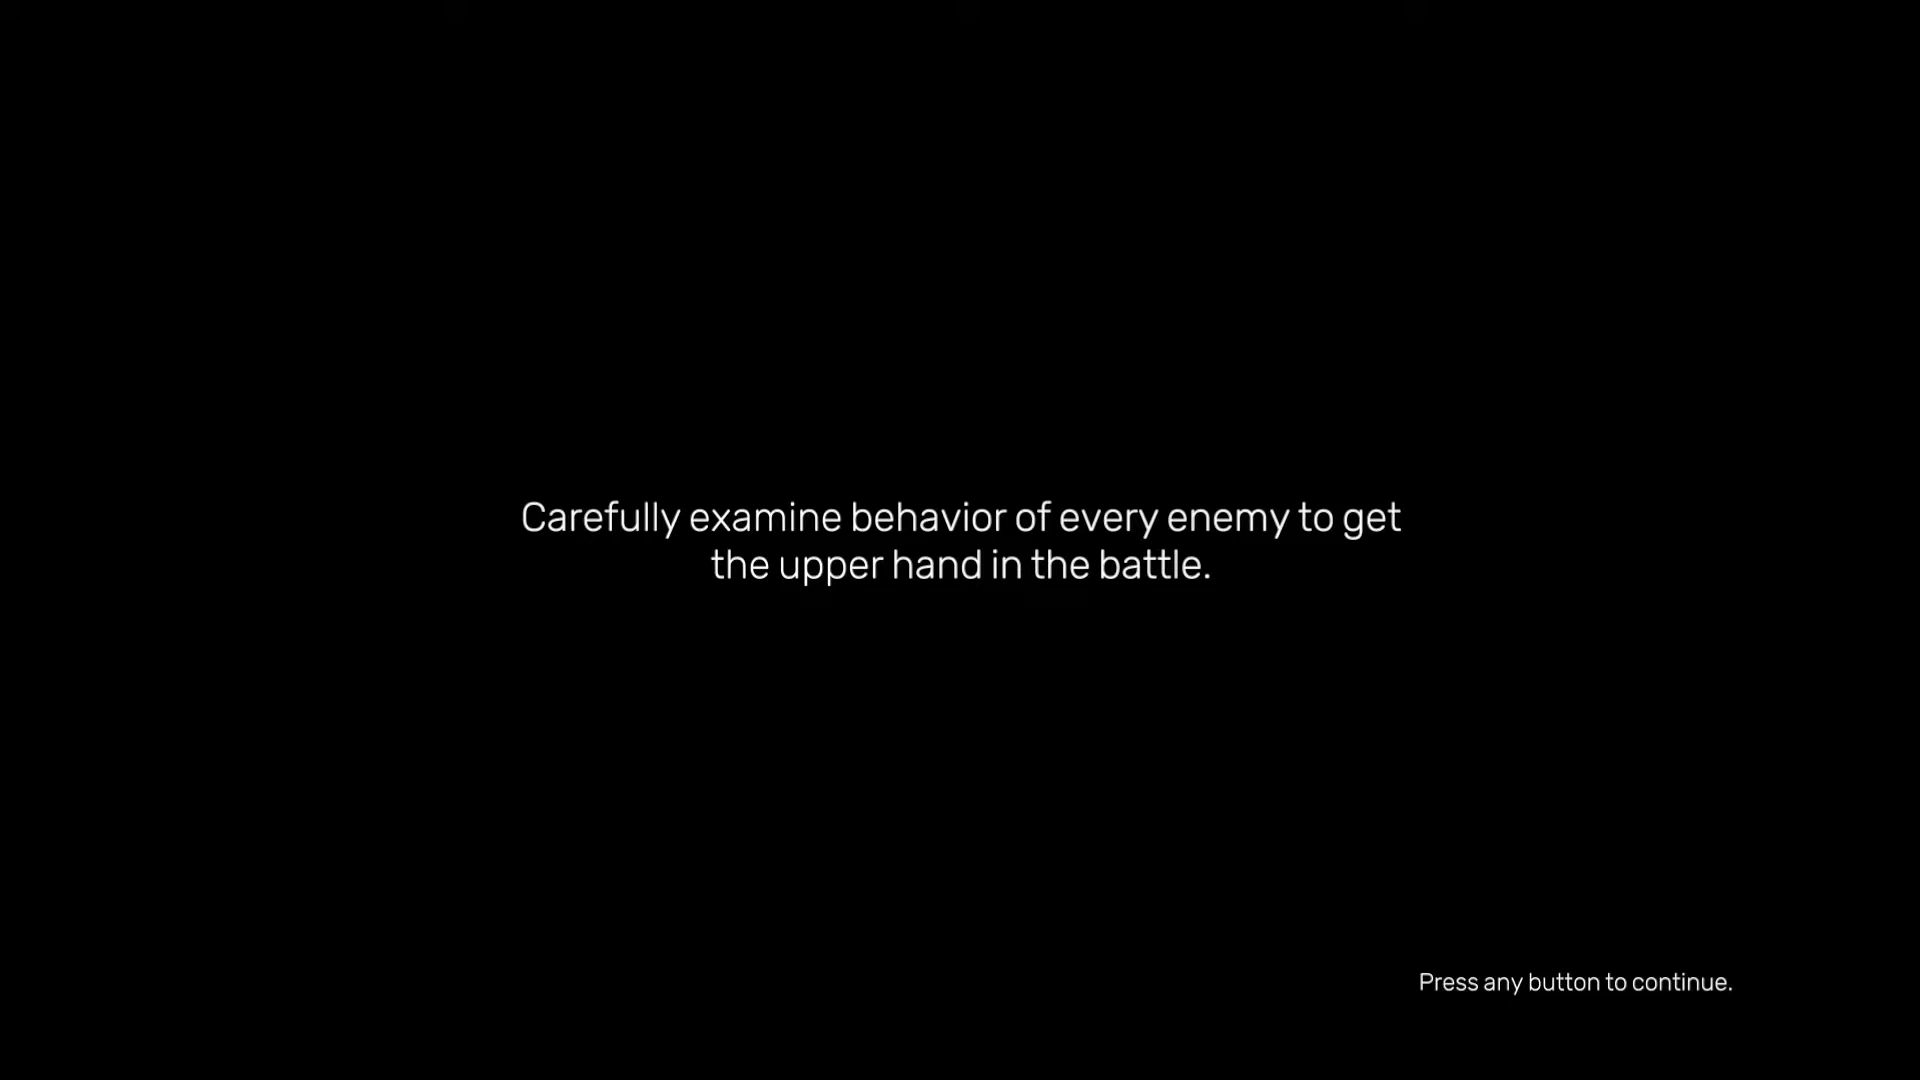 Carefully examine behavior of every enemy to get
the upper hand in the battle.
Press any button to continue.